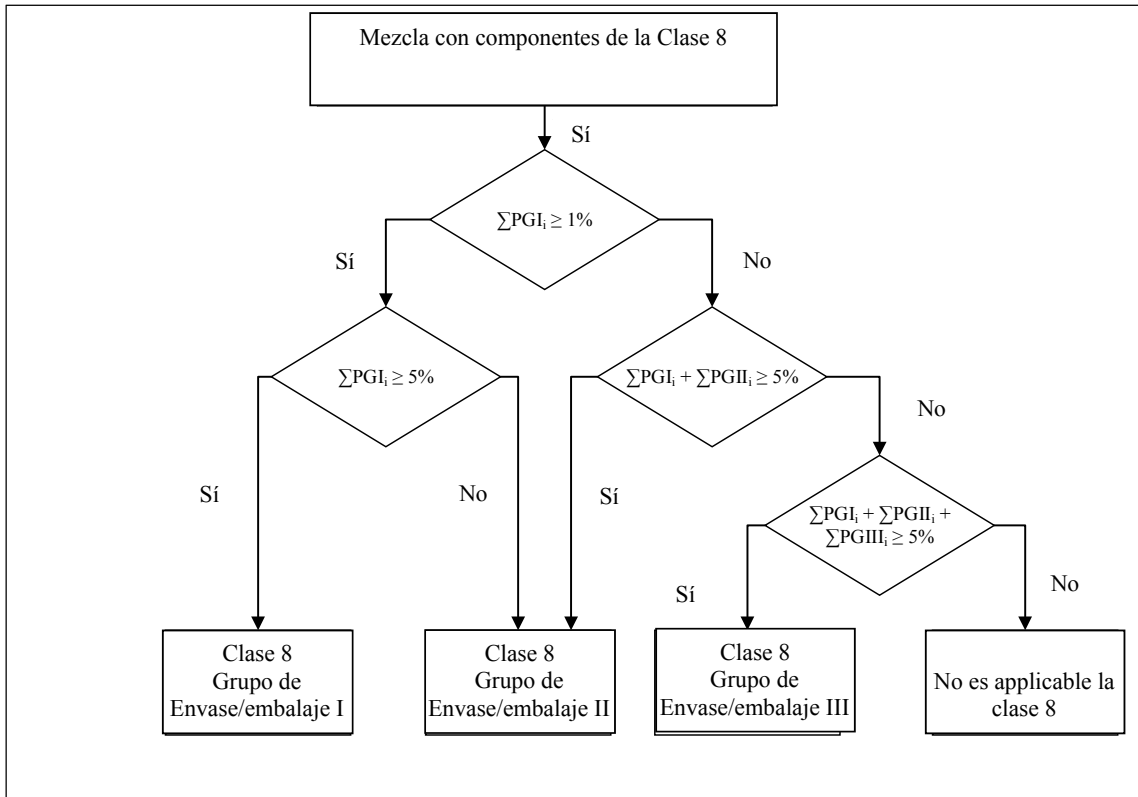 Mezcla con componentes de la Clase 8
Sí
∑PGIᵢ ≥ 1%
Sí
No
∑PGIᵢ ≥ 5%
∑PGIᵢ + ∑PGIIᵢ ≥ 5%
No
Sí
No
Sí
∑PGIᵢ + ∑PGIIᵢ +
∑PGIIIᵢ ≥ 5%
Sí
No
Clase 8
Grupo de
Envase/embalaje I
Clase 8
Grupo de
Envase/embalaje II
Clase 8
Grupo de
Envase/embalaje III
No es applicable la
clase 8